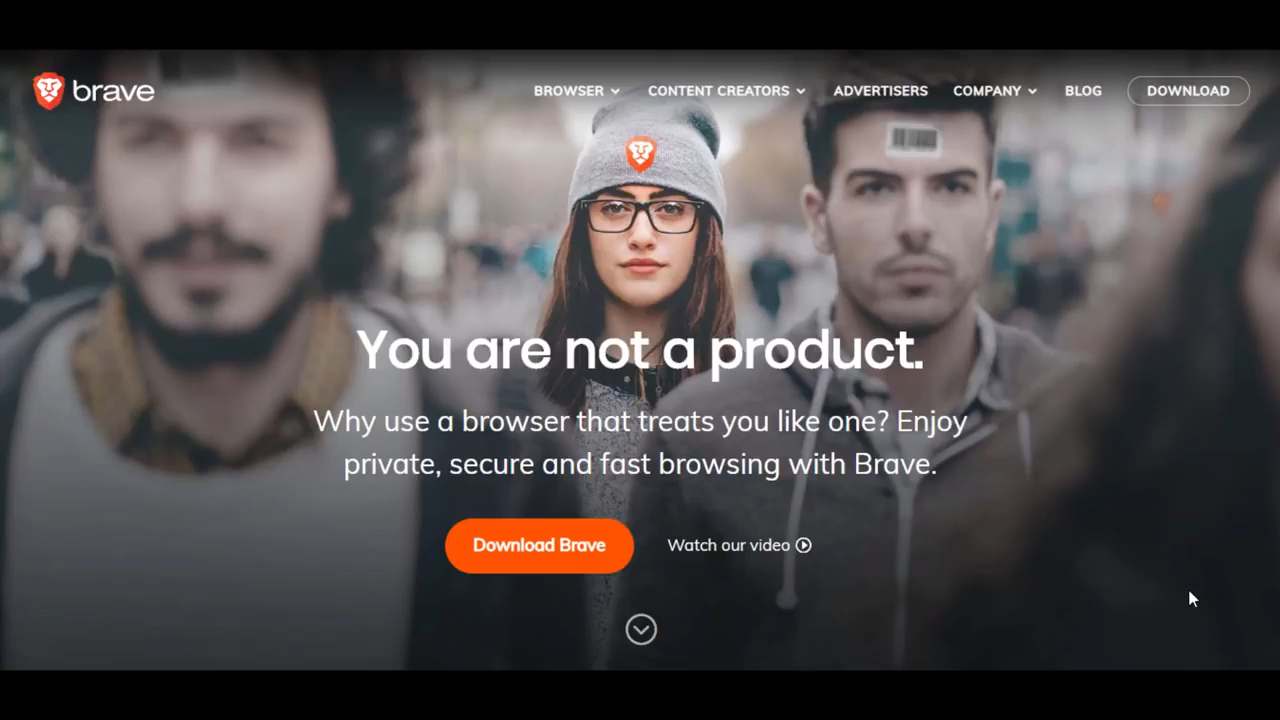 brave
BROWSER
CONTENT CREATORS
ADVERTISERS
COMPANY
BLOG
DOWNLOAD
You are not a product.
Why use a browser that treats you like one? Enjoy
private, secure and fast browsing with Brave.
Download Brave
Watch our video